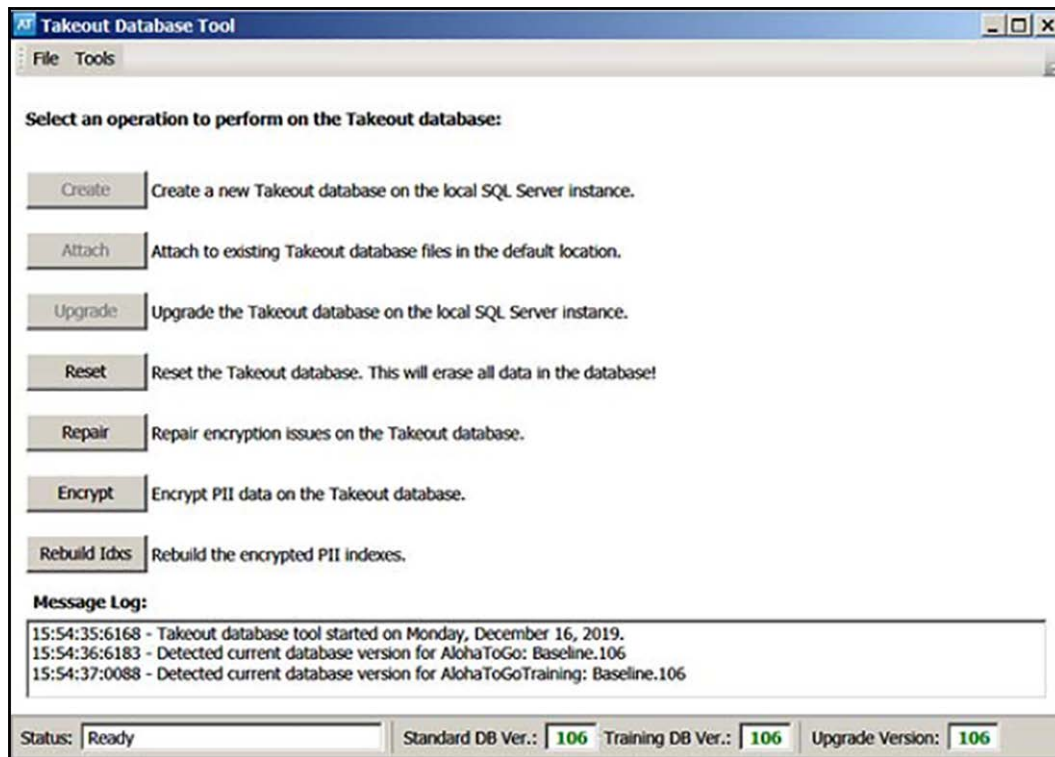 AT Takeout Database Tool
File Tools
Select an operation to perform on the Takeout database:
Create Create a new Takeout database on the local SQL Server instance.
Attach Attach to existing Takeout database files in the default location.
Upgrade Upgrade the Takeout database on the local SQL Server instance.
Reset Reset the Takeout database. This will erase all data in the database!
Repair Repair encryption issues on the Takeout database.
Encrypt Encrypt PII data on the Takeout database.
Rebuild Idxs Rebuild the encrypted PII indexes.
Message Log:
15:54:35:6168 - Takeout database tool started on Monday, December 16, 2019.
15:54:36:6183 - Detected current database version for AlohaToGo: Baseline.106
15:54:37:0088 - Detected current database version for AlohaToGoTraining: Baseline.106
Status: Ready Standard DB Ver.: 106 Training DB Ver.: 106 Upgrade Version: 106